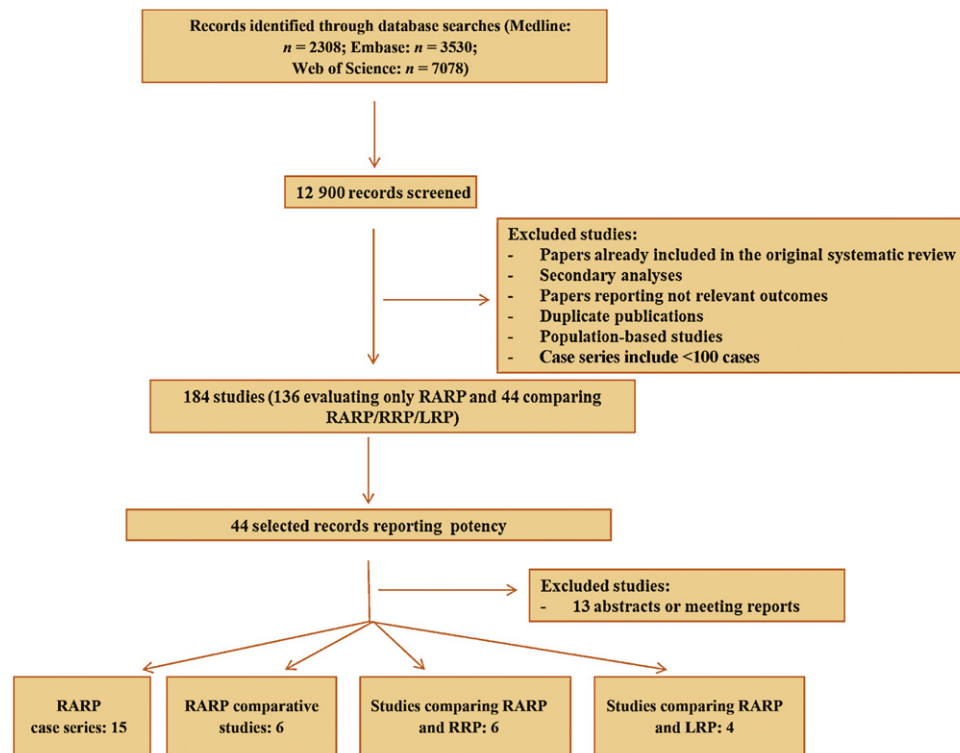 Records identified through database searches (Medline:
n = 2308; Embase: n = 3530;
Web of Science: n = 7078)
12 900 records screened
Excluded studies:
- Papers already included in the original systematic review
- Secondary analyses
- Papers reporting not relevant outcomes
- Duplicate publications
- Population-based studies
- Case series include <100 cases
184 studies (136 evaluating only RARP and 44 comparing
RARP/RRP/LRP)
44 selected records reporting potency
Excluded studies:
- 13 abstracts or meeting reports
RARP
case series: 15
RARP comparative
studies: 6
Studies comparing RARP
and RRP: 6
Studies comparing RARP
and LRP: 4